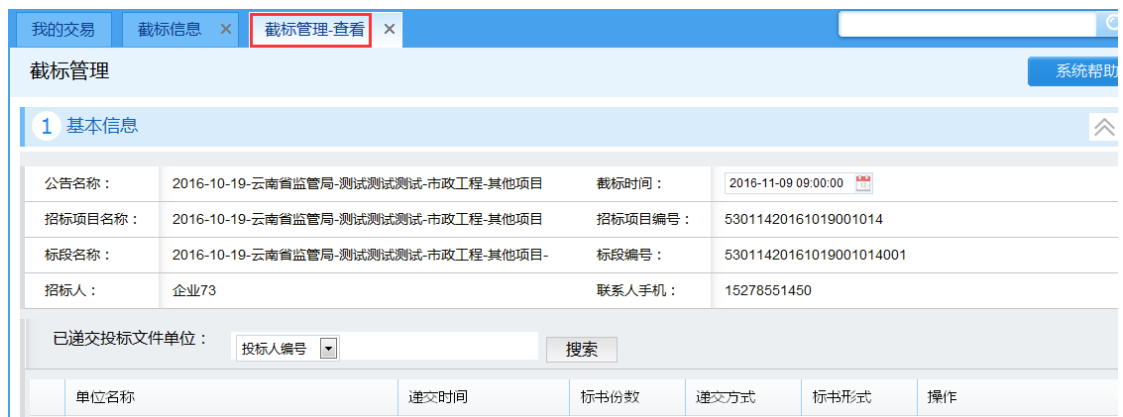 我的交易 截标信息 × 截标管理-查看 ×
截标管理 系统帮助
1 基本信息
公告名称： 2016-10-19-云南省监管局-测试测试测试-市政工程-其他项目 截标时间： 2016-11-09 09:00:00
招标项目名称： 2016-10-19-云南省监管局-测试测试测试-市政工程-其他项目 招标项目编号： 53011420161019001014
标段名称： 2016-10-19-云南省监管局-测试测试测试-市政工程-其他项目- 标段编号： 53011420161019001014001
招标人： 企业73 联系人手机： 15278551450
已递交投标文件单位： 投标人编号 搜索
单位名称 递交时间 标书份数 递交方式 标书形式 操作